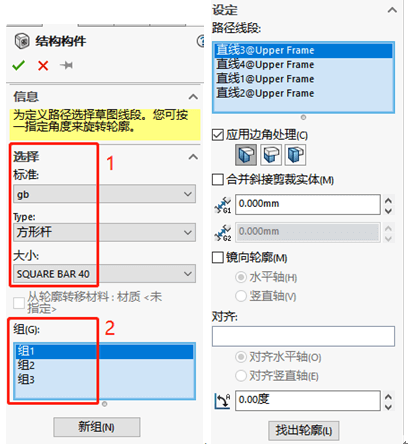 结构构件
信息
为定义路径选择草图线段。您可按
一指定角度来旋转轮廓。
选择
1
标准:
gb
Type:
方形杆
大小:
SQUARE BAR 40
从轮廓转移材料 : 材质 <未
指定>
组(G):
2
组1
组2
组3
新组(N)
设定
路径线段:
直线3@Upper Frame
直线4@Upper Frame
直线1@Upper Frame
直线2@Upper Frame
应用边角处理(C)
合并斜接剪裁实体(M)
G1
0.000mm
G2
0.000mm
镜向轮廓(M)
水平轴(H)
竖直轴(V)
对齐:
对齐水平轴(O)
对齐竖直轴(E)
0.00度
找出轮廓(L)